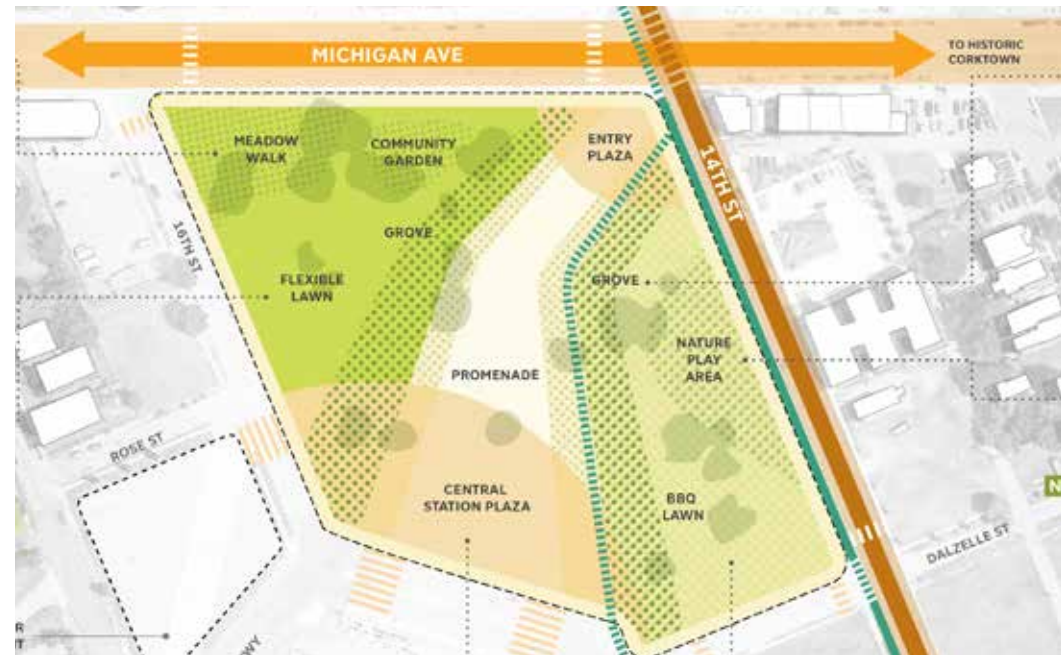 MICHIGAN AVE
TO HISTORIC
CORKTOWN
MEADOW
WALK
COMMUNITY
GARDEN
ENTRY
PLAZA
14TH ST
16TH ST
GROVE
FLEXIBLE
LAWN
GROVE
NATURE
PLAY
AREA
PROMENADE
ROSE ST
CENTRAL
STATION PLAZA
BBQ
LAWN
N
DALZELLE ST
R
T
WY